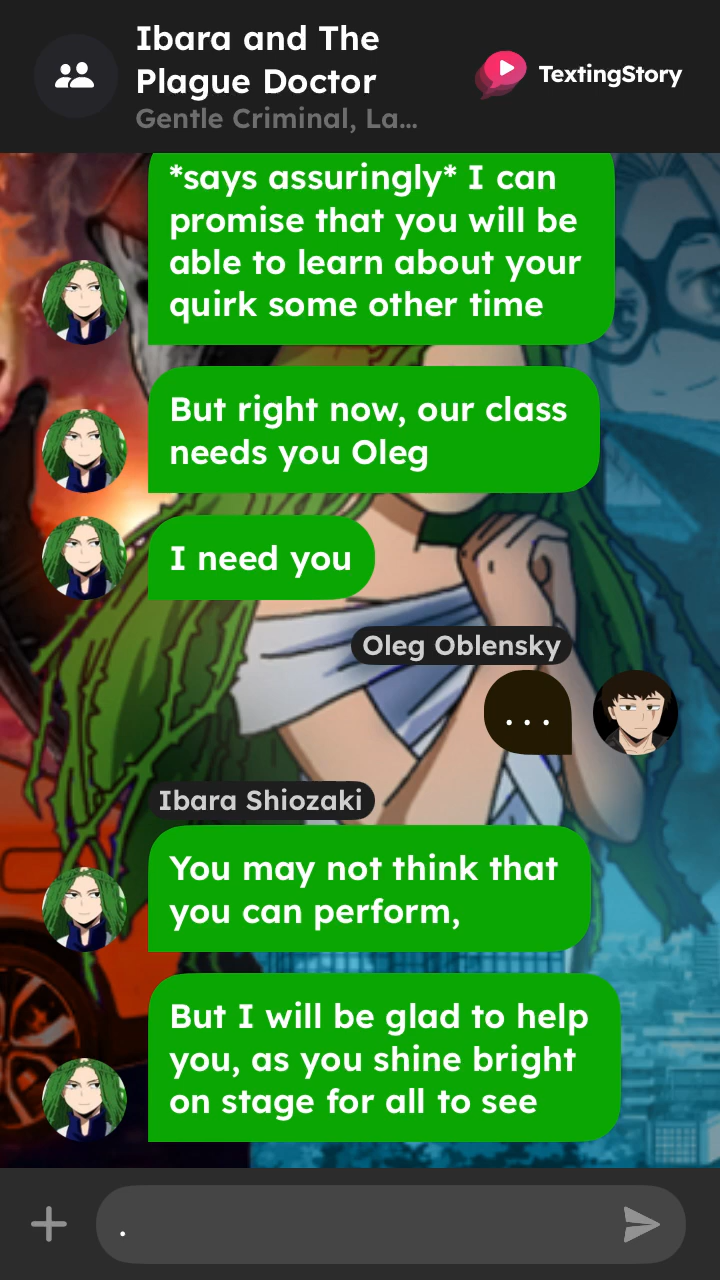 Ibara and The
Plague Doctor
Gentle Criminal, La...
TextingStory
*says assuringly* I can
promise that you will be
able to learn about your
quirk some other time
But right now, our class
needs you Oleg
I need you
Oleg Oblensky
...
Ibara Shiozaki
You may not think that
you can perform,
But I will be glad to help
you, as you shine bright
on stage for all to see
.